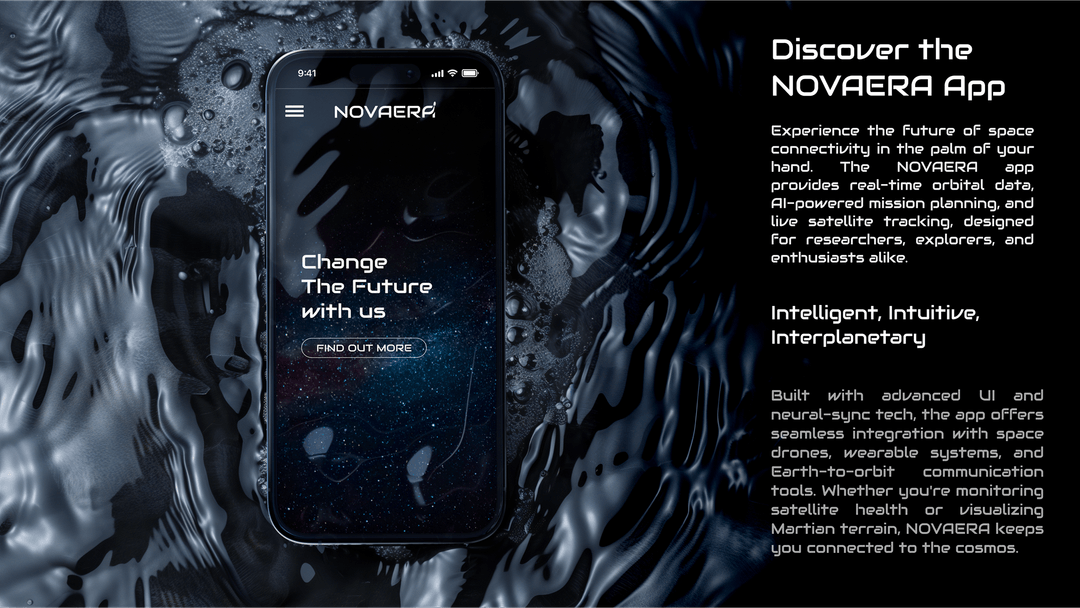 9:41
NOVAERA
Change
The Future
with us
FIND OUT MORE
Discover the
NOVAERA App
Experience the future of space
connectivity in the palm of your
hand. The NOVAERA app
provides real-time orbital data,
AI-powered mission planning, and
live satellite tracking, designed
for researchers, explorers, and
enthusiasts alike.
Intelligent, Intuitive,
Interplanetary
Built with advanced UI and
neural-sync tech, the app offers
seamless integration with space
drones, wearable systems, and
Earth-to-orbit communication
tools. Whether you're monitoring
satellite health or visualizing
Martian terrain, NOVAERA keeps
you connected to the cosmos.